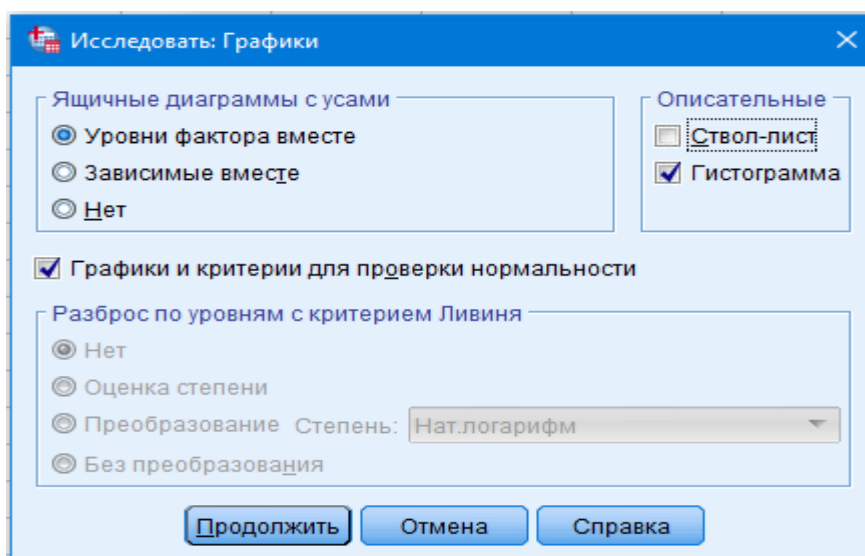 Исследовать: Графики
Ящичные диаграммы с усами
Уровни фактора вместе
Зависимые вместе
Нет
Описательные
Ствол-лист
Гистограмма
Графики и критерии для проверки нормальности
Разброс по уровням с критерием Ливиня
Нет
Оценка степени
Преобразование Степень: Нат.логарифм
Без преобразования
Продолжить Отмена Справка